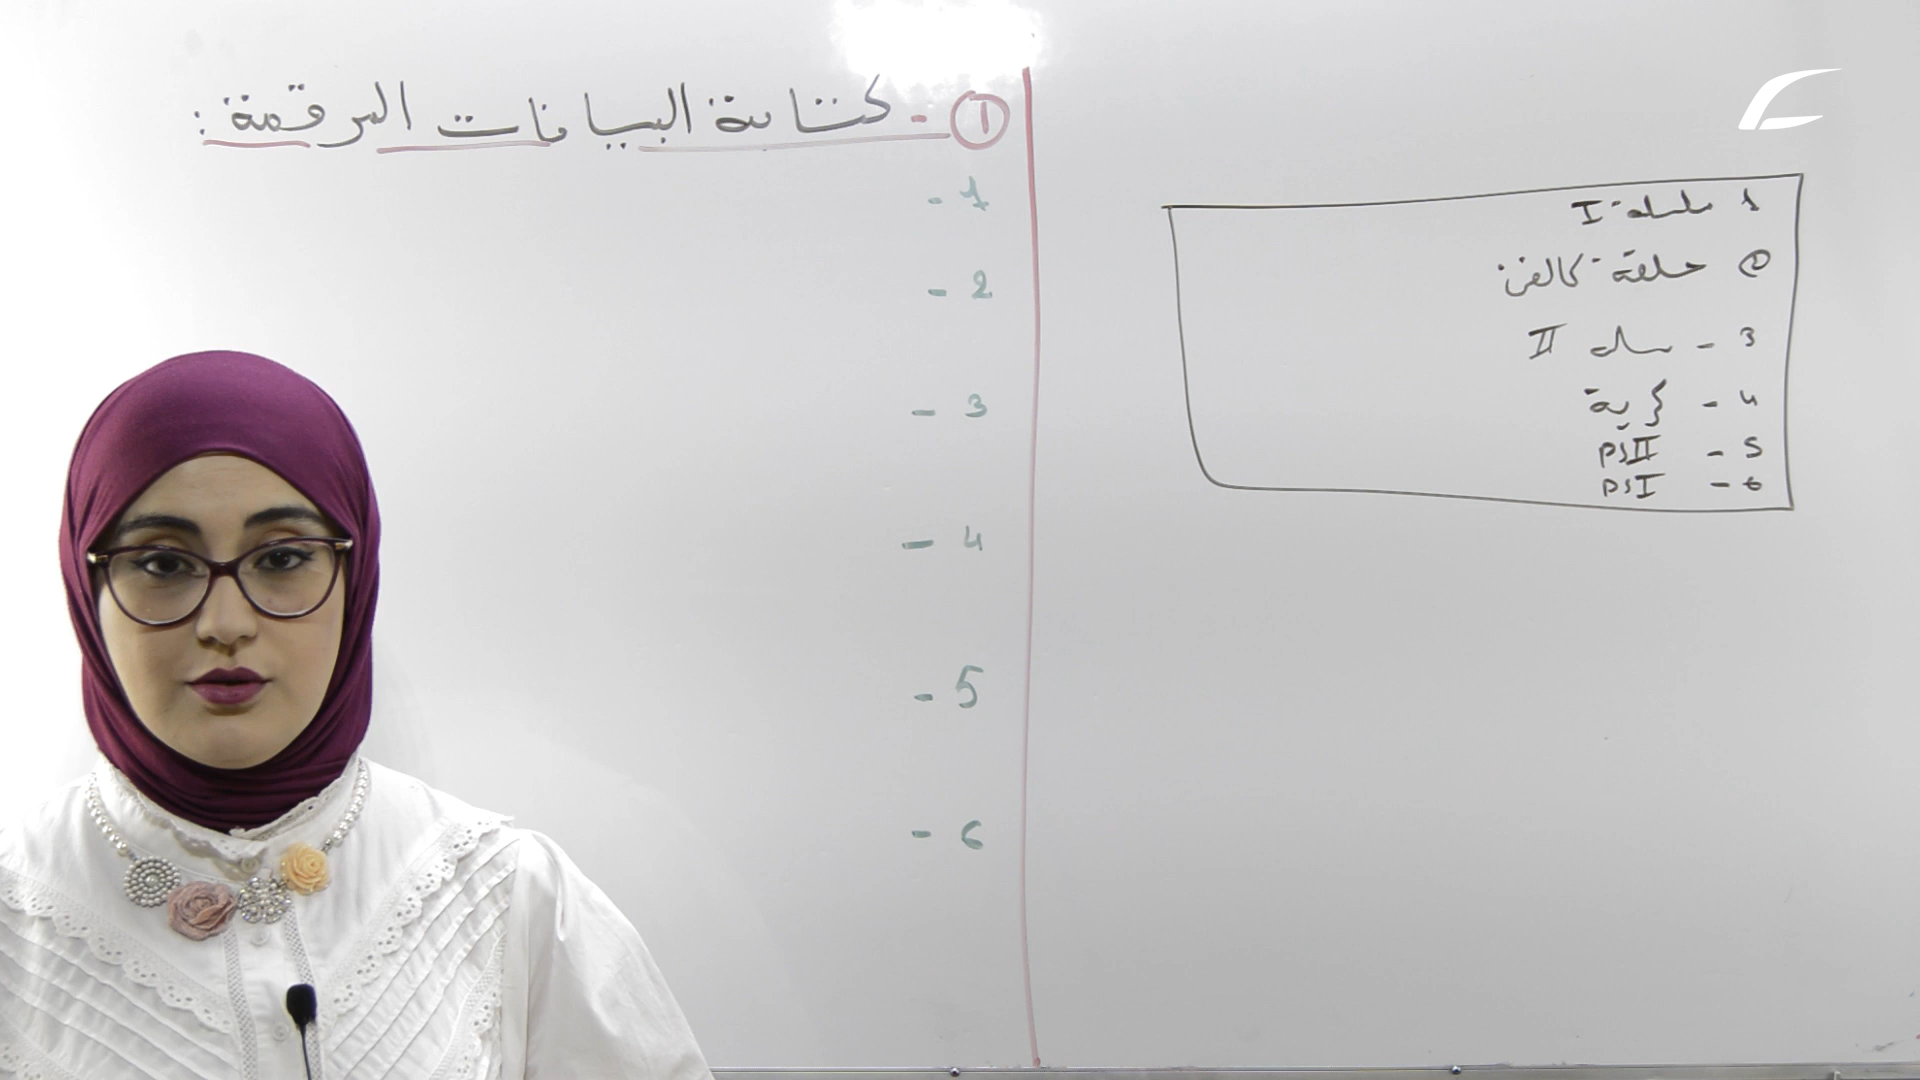 ① - كتابة البيانات المرقمة :
1 -
2 -
3 -
4 -
5 -
6 -
1 سلسلة I
② حلقة كالفن
3 - سلسلة II
4 - كرية
5 - PSII
6 - PSI